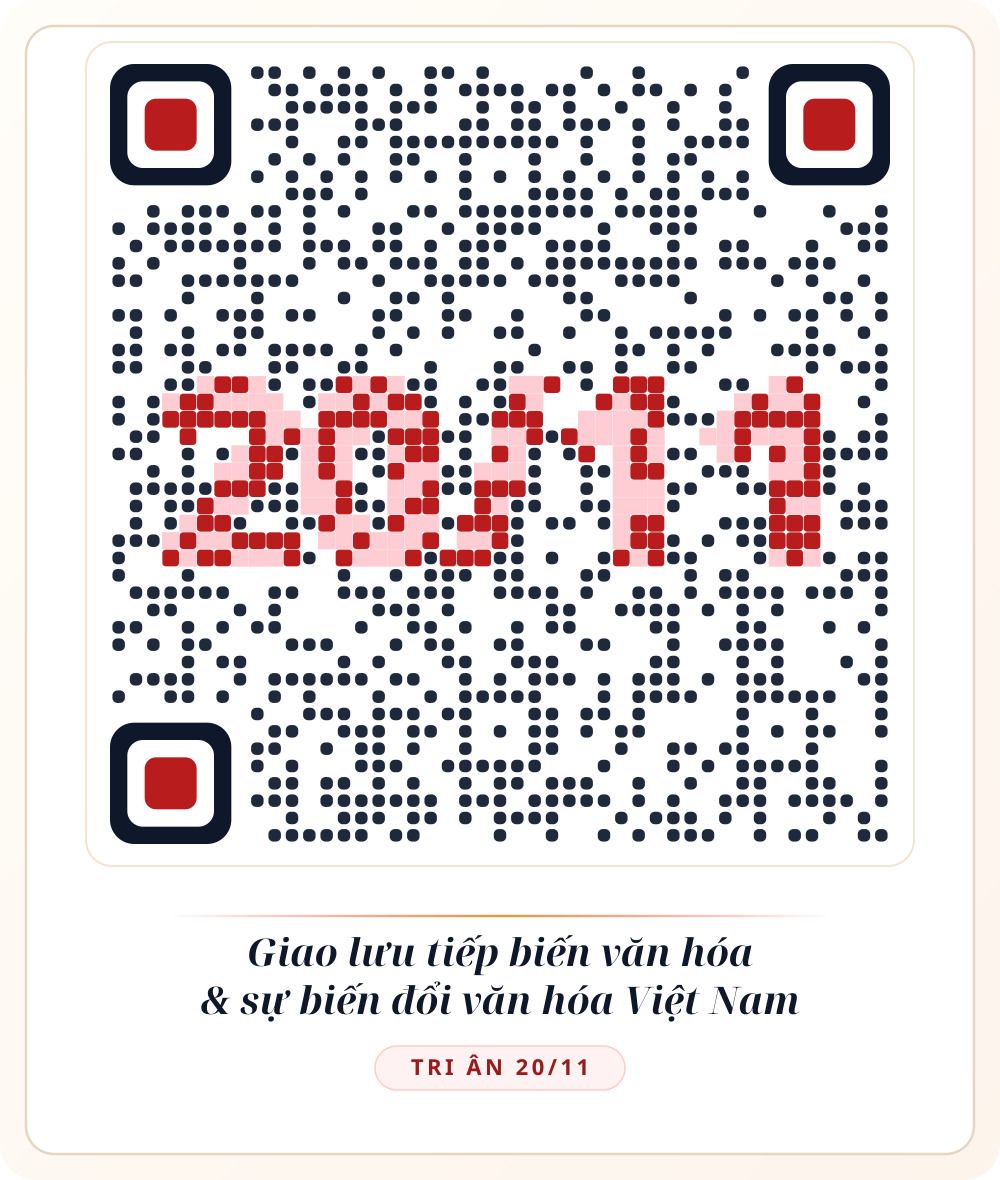 20/11
Giao lưu tiếp biến văn hóa
& sự biến đổi văn hóa Việt Nam
TRI ÂN 20/11